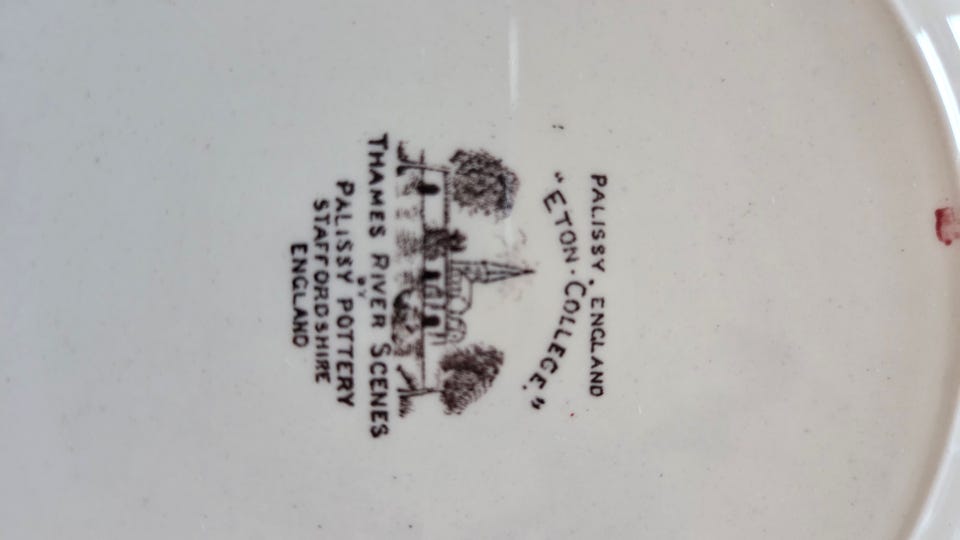 PALISSY, ENGLAND
"ETON·COLLEGE."
THAMES RIVER SCENES
BY
PALISSY POTTERY
STAFFORDSHIRE
ENGLAND